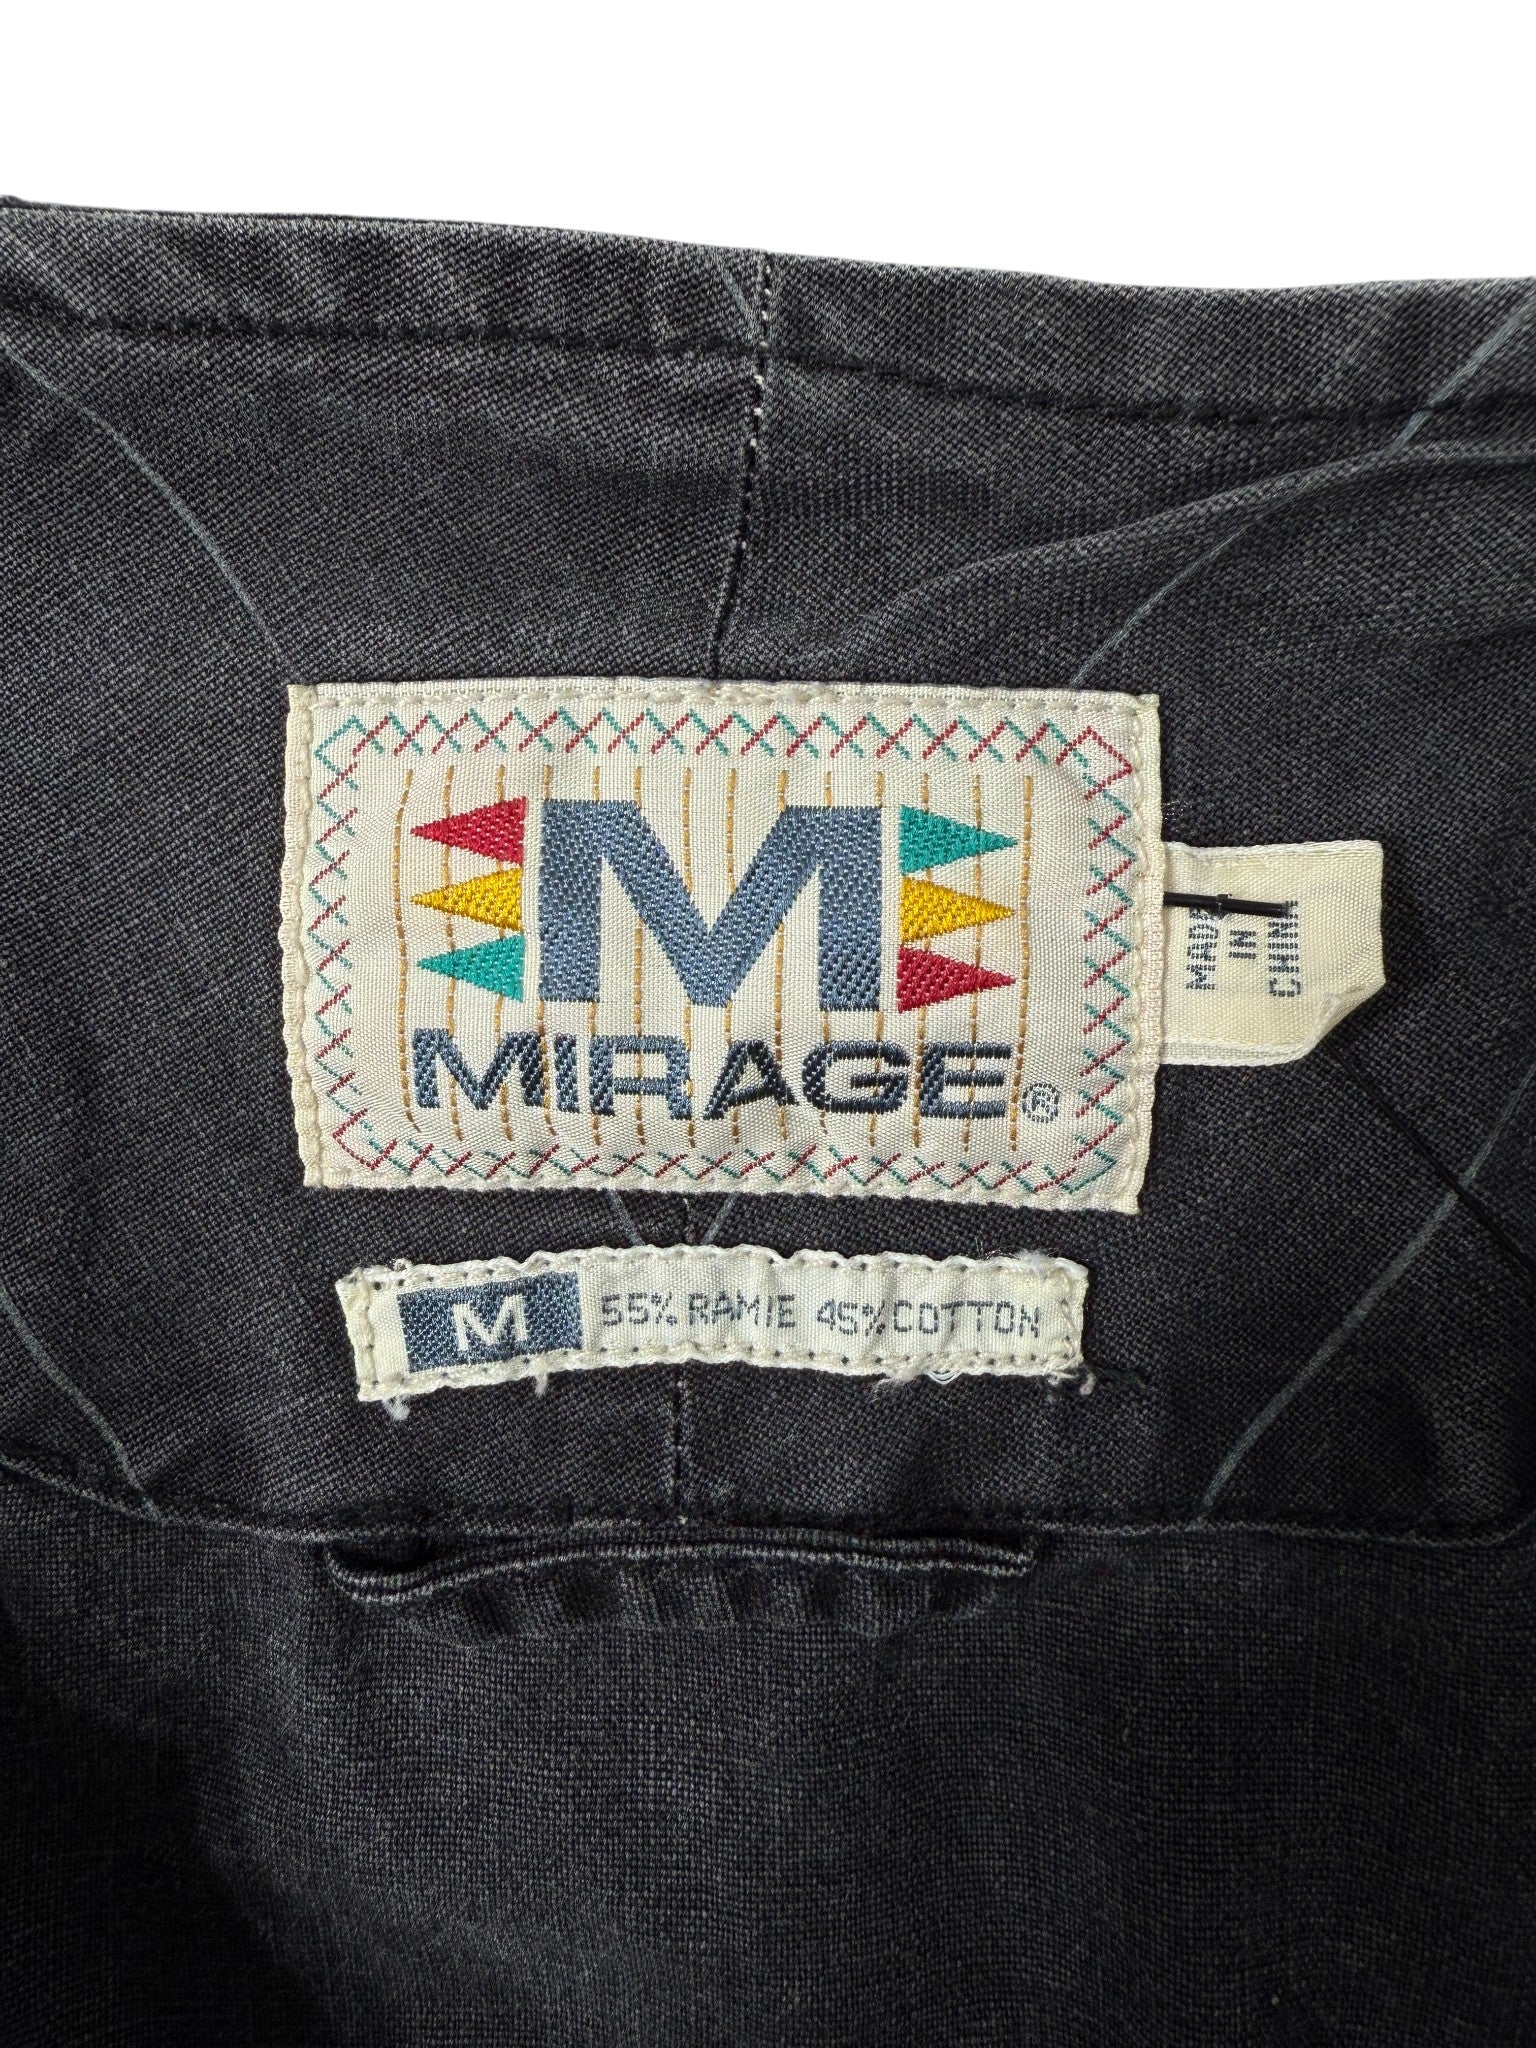 M
MIRAGE®
MADE
IN
CHINA
M 55% RAMIE 45% COTTON